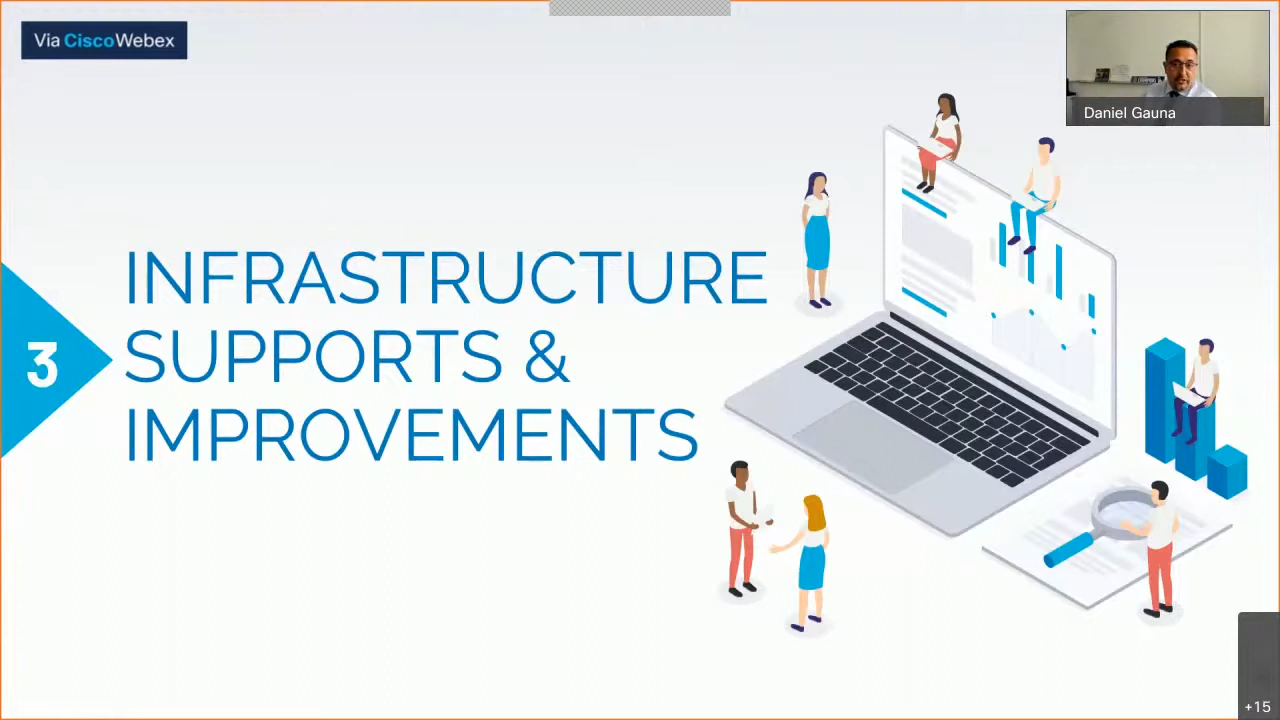 Via CiscoWebex
Daniel Gauna
3
INFRASTRUCTURE
SUPPORTS &
IMPROVEMENTS
+15